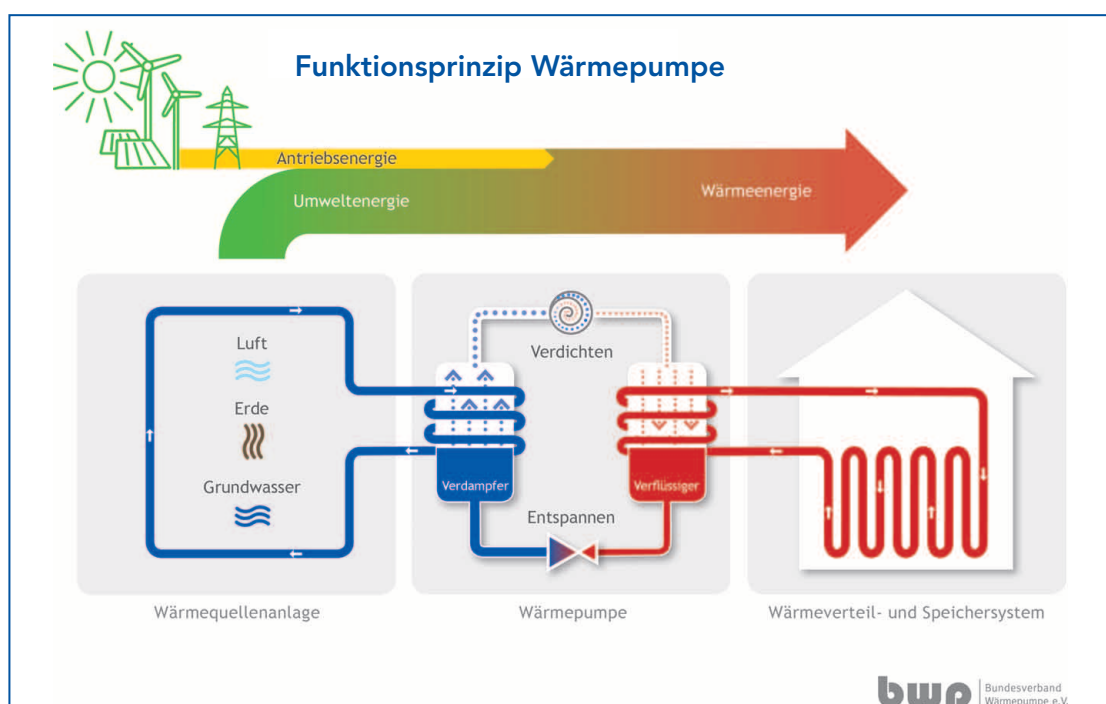 Funktionsprinzip Wärmepumpe
Antriebsenergie
Umweltenergie
Wärmeenergie
Luft
Erde
Grundwasser
Verdichten
Verdampfer
Verflüssiger
Entspannen
Wärmequellenanlage
Wärmepumpe
Wärmeverteil- und Speichersystem
bwp
Bundesverband
Wärmepumpe e.V.